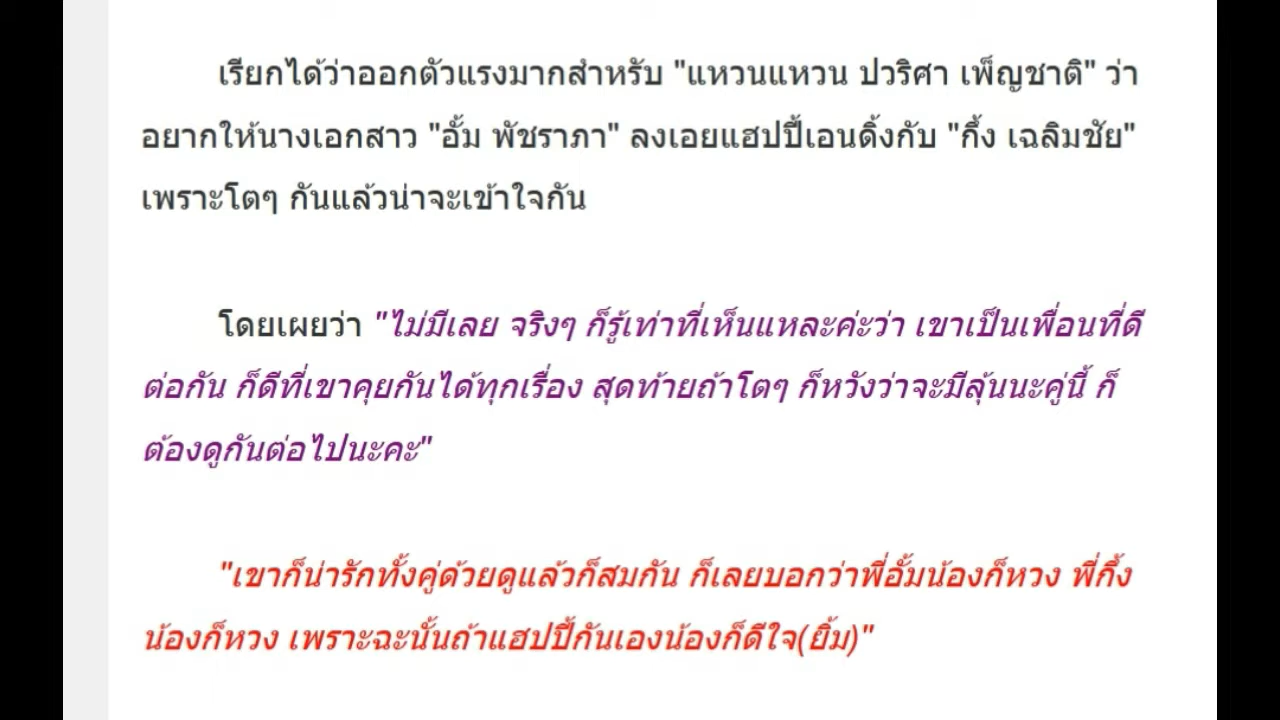 เรียกได้ว่าออกตัวแรงมากสำหรับ "แหวนแหวน ปวริศา เพ็ญชาติ" ว่า
อยากให้นางเอกสาว "อั้ม พัชราภา" ลงเอยแฮปปี้เอนดิ้งกับ "กึ้ง เฉลิมชัย"
เพราะโตๆ กันแล้วน่าจะเข้าใจกัน
โดยเผยว่า "ไม่มีเลย จริงๆ ก็รู้เท่าที่เห็นแหละค่ะว่า เขาเป็นเพื่อนที่ดี
ต่อกัน ก็ดีที่เขาคุยกันได้ทุกเรื่อง สุดท้ายถ้าโตๆ ก็หวังว่าจะมีลุ้นนะคู่นี้ ก็
ต้องดูกันต่อไปนะคะ"
"เขาก็น่ารักทั้งคู่ด้วยดูแล้วก็สมกัน ก็เลยบอกว่าพี่อั้มน้องก็หวง พี่กึ้ง
น้องก็หวง เพราะฉะนั้นถ้าแฮปปี้กันเองน้องก็ดีใจ(ยิ้ม)"